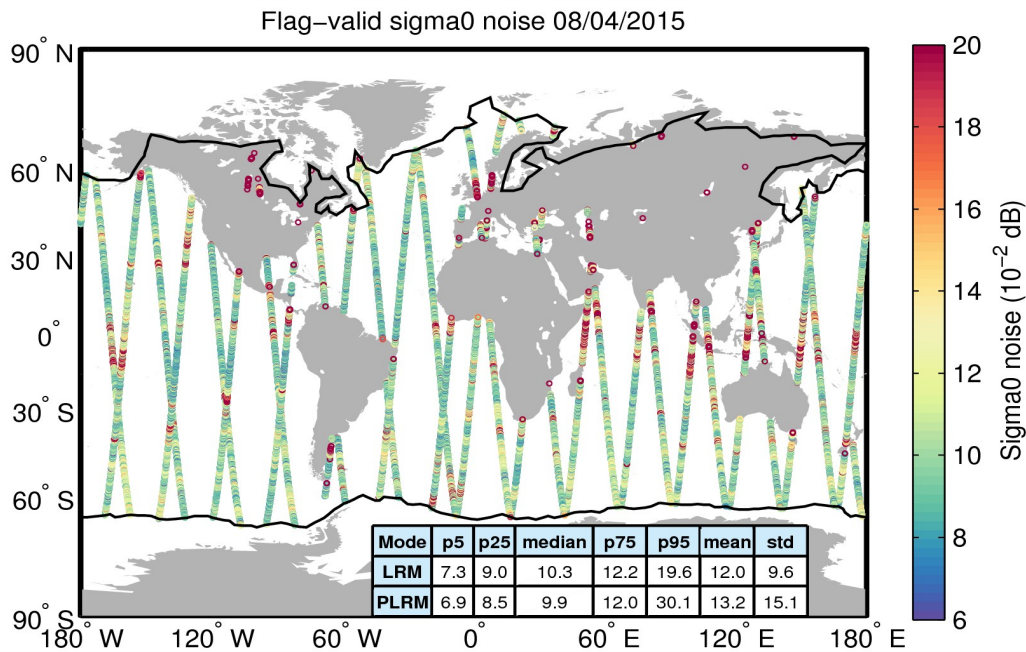 Flag−valid sigma0 noise 08/04/2015
90° N
60° N
30° N
0°
30° S
60° S
90° S
180° W 120° W 60° W 0° 60° E 120° E 180° E
Mode p5 p25 median p75 p95 mean std
LRM 7.3 9.0 10.3 12.2 19.6 12.0 9.6
PLRM 6.9 8.5 9.9 12.0 30.1 13.2 15.1
20
18
16
14
12
10
8
6
Sigma0 noise (10⁻² dB)